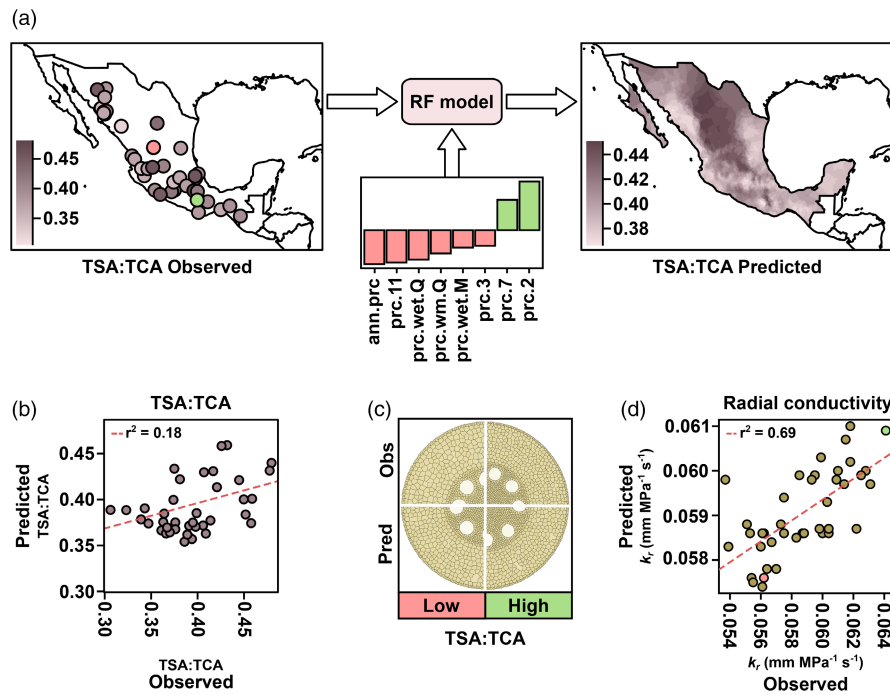 (a)
RF model
0.45
0.40
0.35
0.44
0.42
0.40
0.38
TSA:TCA Observed
TSA:TCA Predicted
ann.prc
prc.11
prc.wet.Q
prc.wm.Q
prc.wet.M
prc.3
prc.7
prc.2
(b)
TSA:TCA
r² = 0.18
Predicted
TSA:TCA
0.45
0.40
0.35
0.30
0.30
0.35
0.40
0.45
TSA:TCA
Observed
(c)
Obs
Pred
Low
High
TSA:TCA
(d)
Radial conductivity
r² = 0.69
Predicted
kᵣ (mm MPa⁻¹ s⁻¹)
0.061
0.060
0.059
0.058
0.054
0.056
0.058
0.060
0.062
0.064
kᵣ (mm MPa⁻¹ s⁻¹)
Observed